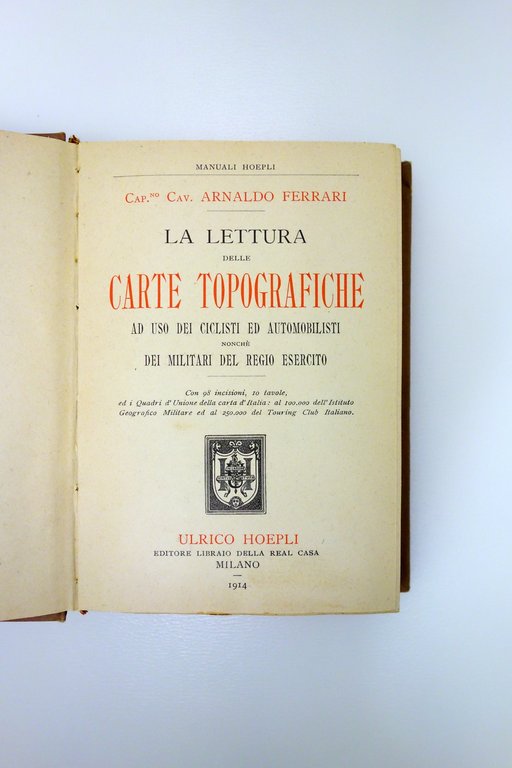 MANUALI HOEPLI
CAP.NO CAV. ARNALDO FERRARI
LA LETTURA
DELLE
CARTE TOPOGRAFICHE
AD USO DEI CICLISTI ED AUTOMOBILISTI
NONCHÈ
DEI MILITARI DEL REGIO ESERCITO
Con 98 incisioni, 10 tavole,
ed i Quadri d'Unione della carta d'Italia: al 100.000 dell'Istituto
Geografico Militare ed al 250.000 del Touring Club Italiano.
ULRICO HOEPLI
EDITORE LIBRAIO DELLA REAL CASA
MILANO
1914